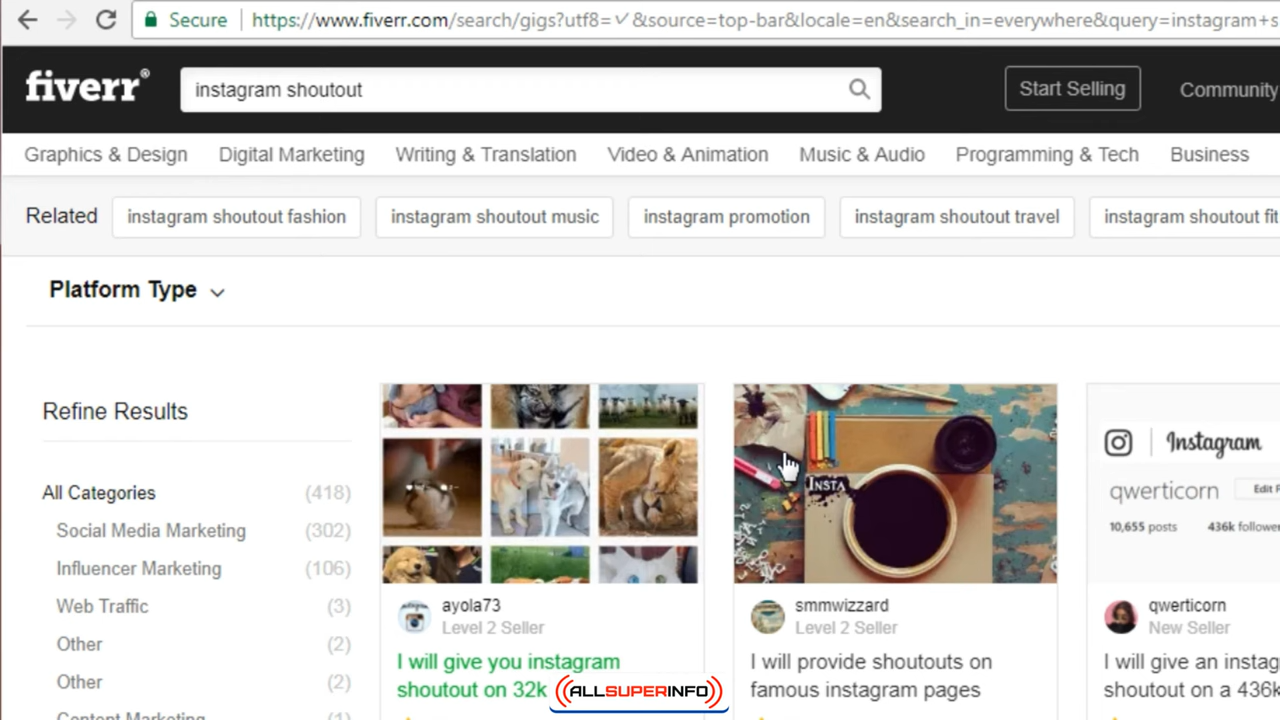 Secure https://www.fiverr.com/search/gigs?utf8=✓&source=top-bar&locale=en&search_in=everywhere&query=instagram+s
fiverr® instagram shoutout Start Selling Community
Graphics & Design Digital Marketing Writing & Translation Video & Animation Music & Audio Programming & Tech Business
Related instagram shoutout fashion instagram shoutout music instagram promotion instagram shoutout travel instagram shoutout fit
Platform Type
Refine Results
All Categories (418)
Social Media Marketing (302)
Influencer Marketing (106)
Web Traffic (3)
Other (2)
Other (2)
Content Marketing (1)
ayola73
Level 2 Seller
I will give you instagram
shoutout on 32k
INSTA
smmwizzard
Level 2 Seller
I will provide shoutouts on
famous instagram pages
Instagram
qwerticorn Edit
10,655 posts 436k followe
qwerticorn
New Seller
I will give an instag
shoutout on a 436k
ALLSUPERINFO